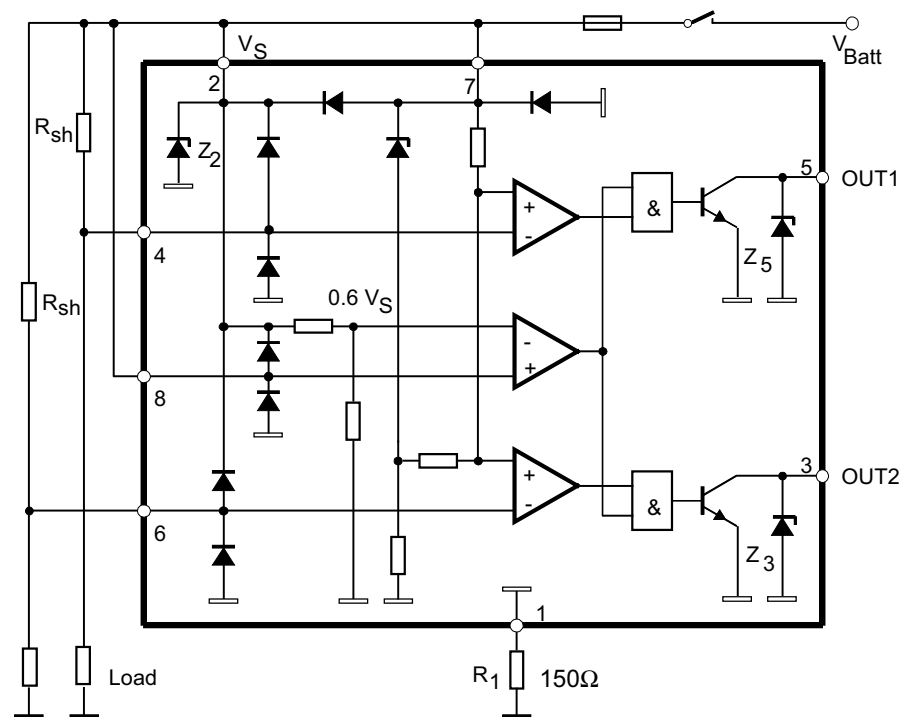 V_S
V_Batt
2
7
R_sh
Z_2
+
-
&
5
OUT1
4
Z_5
R_sh
0.6 V_S
-
+
8
+
-
&
3
OUT2
6
Z_3
1
Load
R_1
150Ω